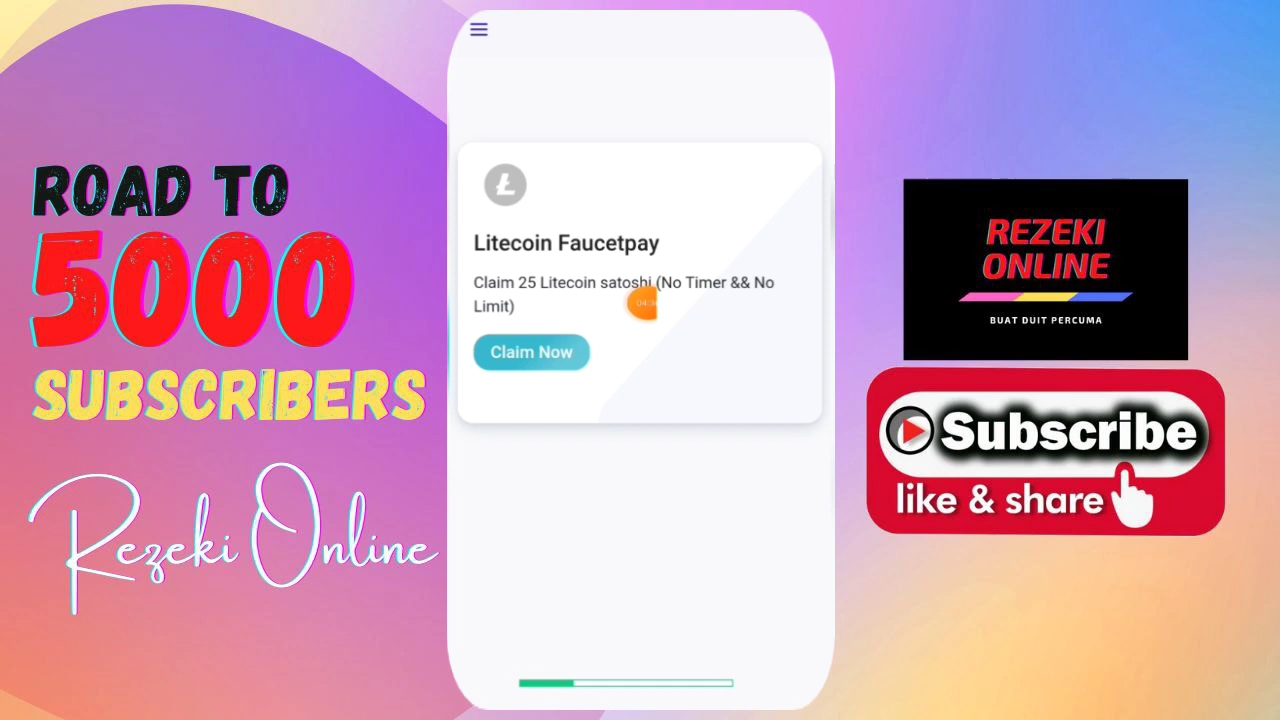 ROAD TO
5000
SUBSCRIBERS
Rezeki Online
Litecoin Faucetpay
Claim 25 Litecoin satoshi (No Timer && No
Limit)
Claim Now
REZEKI
ONLINE
BUAT DUIT PERCUMA
Subscribe
like & share